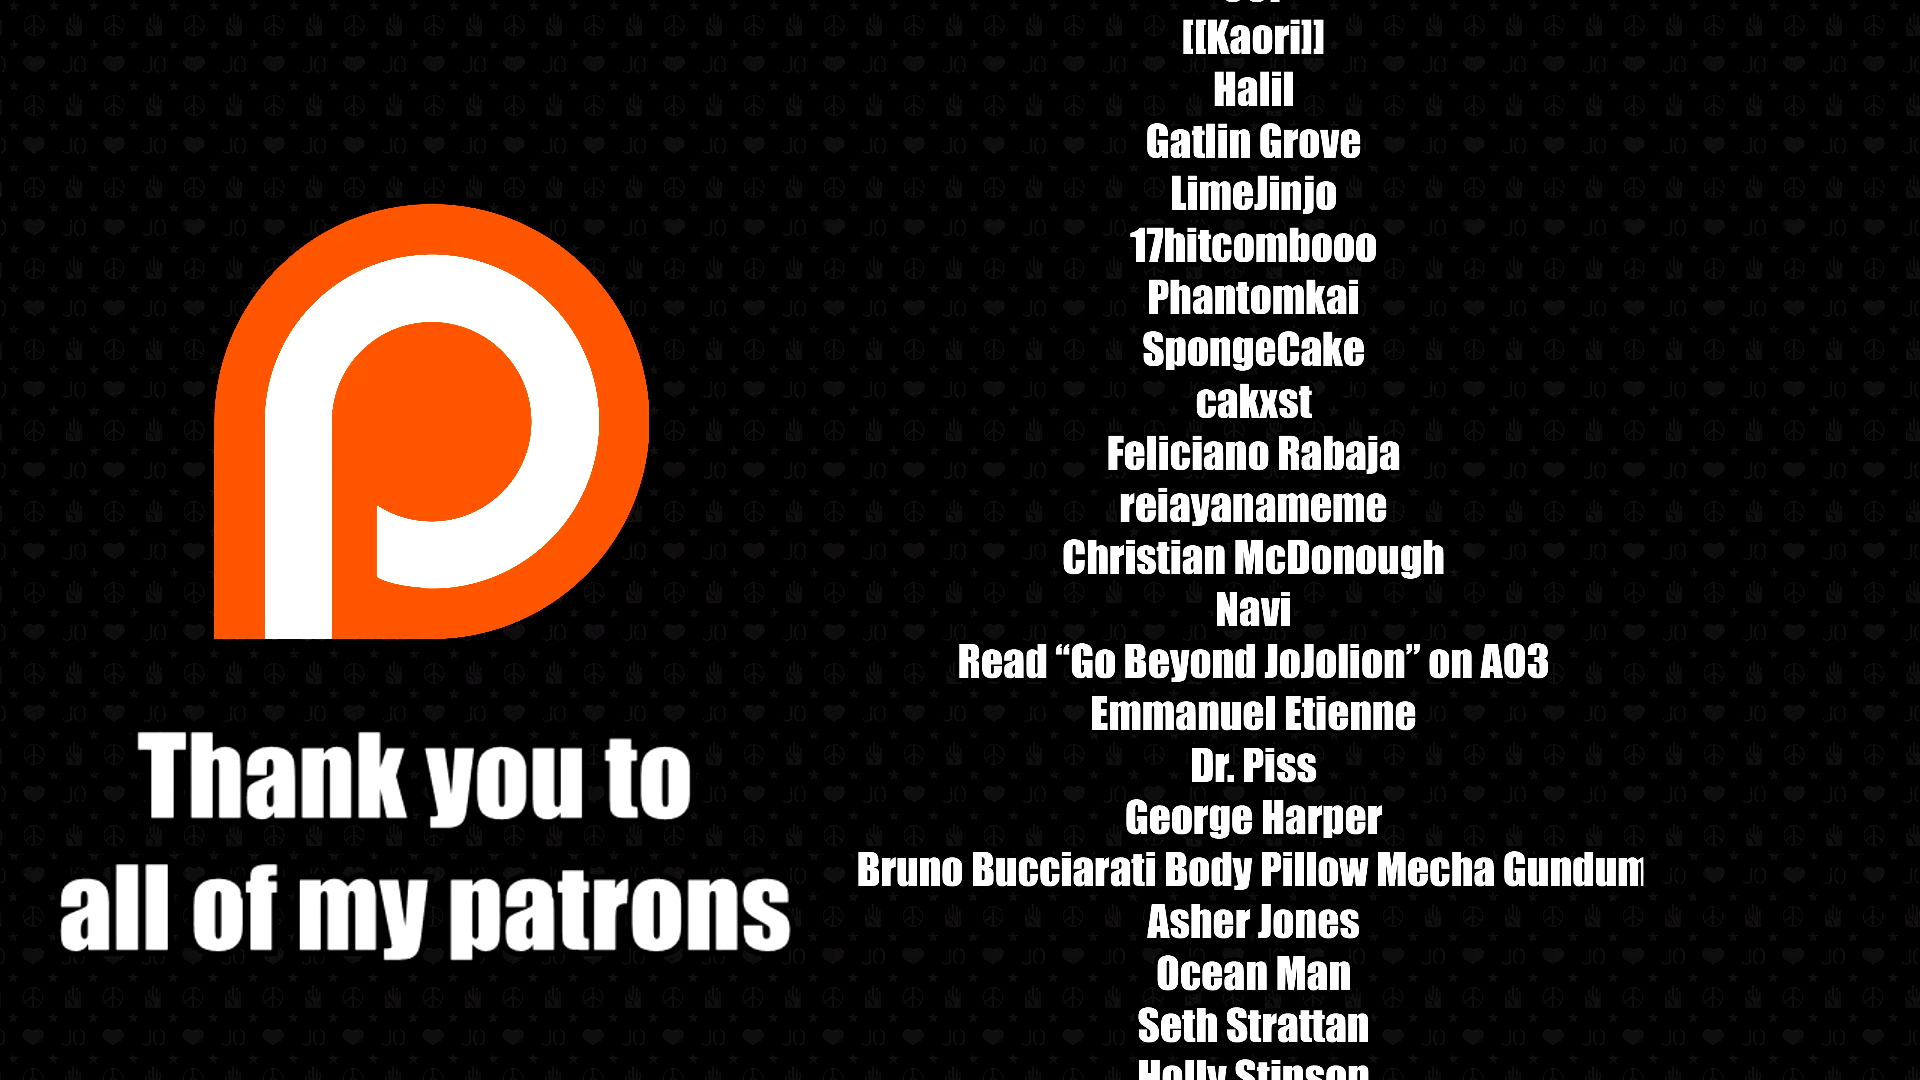 Thank you to
all of my patrons
[[Kaori]]
Halil
Gatlin Grove
LimeJinjo
17hitcombooo
Phantomkai
SpongeCake
cakxst
Feliciano Rabaja
reiayanameme
Christian McDonough
Navi
Read “Go Beyond JoJolion” on AO3
Emmanuel Etienne
Dr. Piss
George Harper
Bruno Bucciarati Body Pillow Mecha Gundum
Asher Jones
Ocean Man
Seth Strattan
Holly Stinson